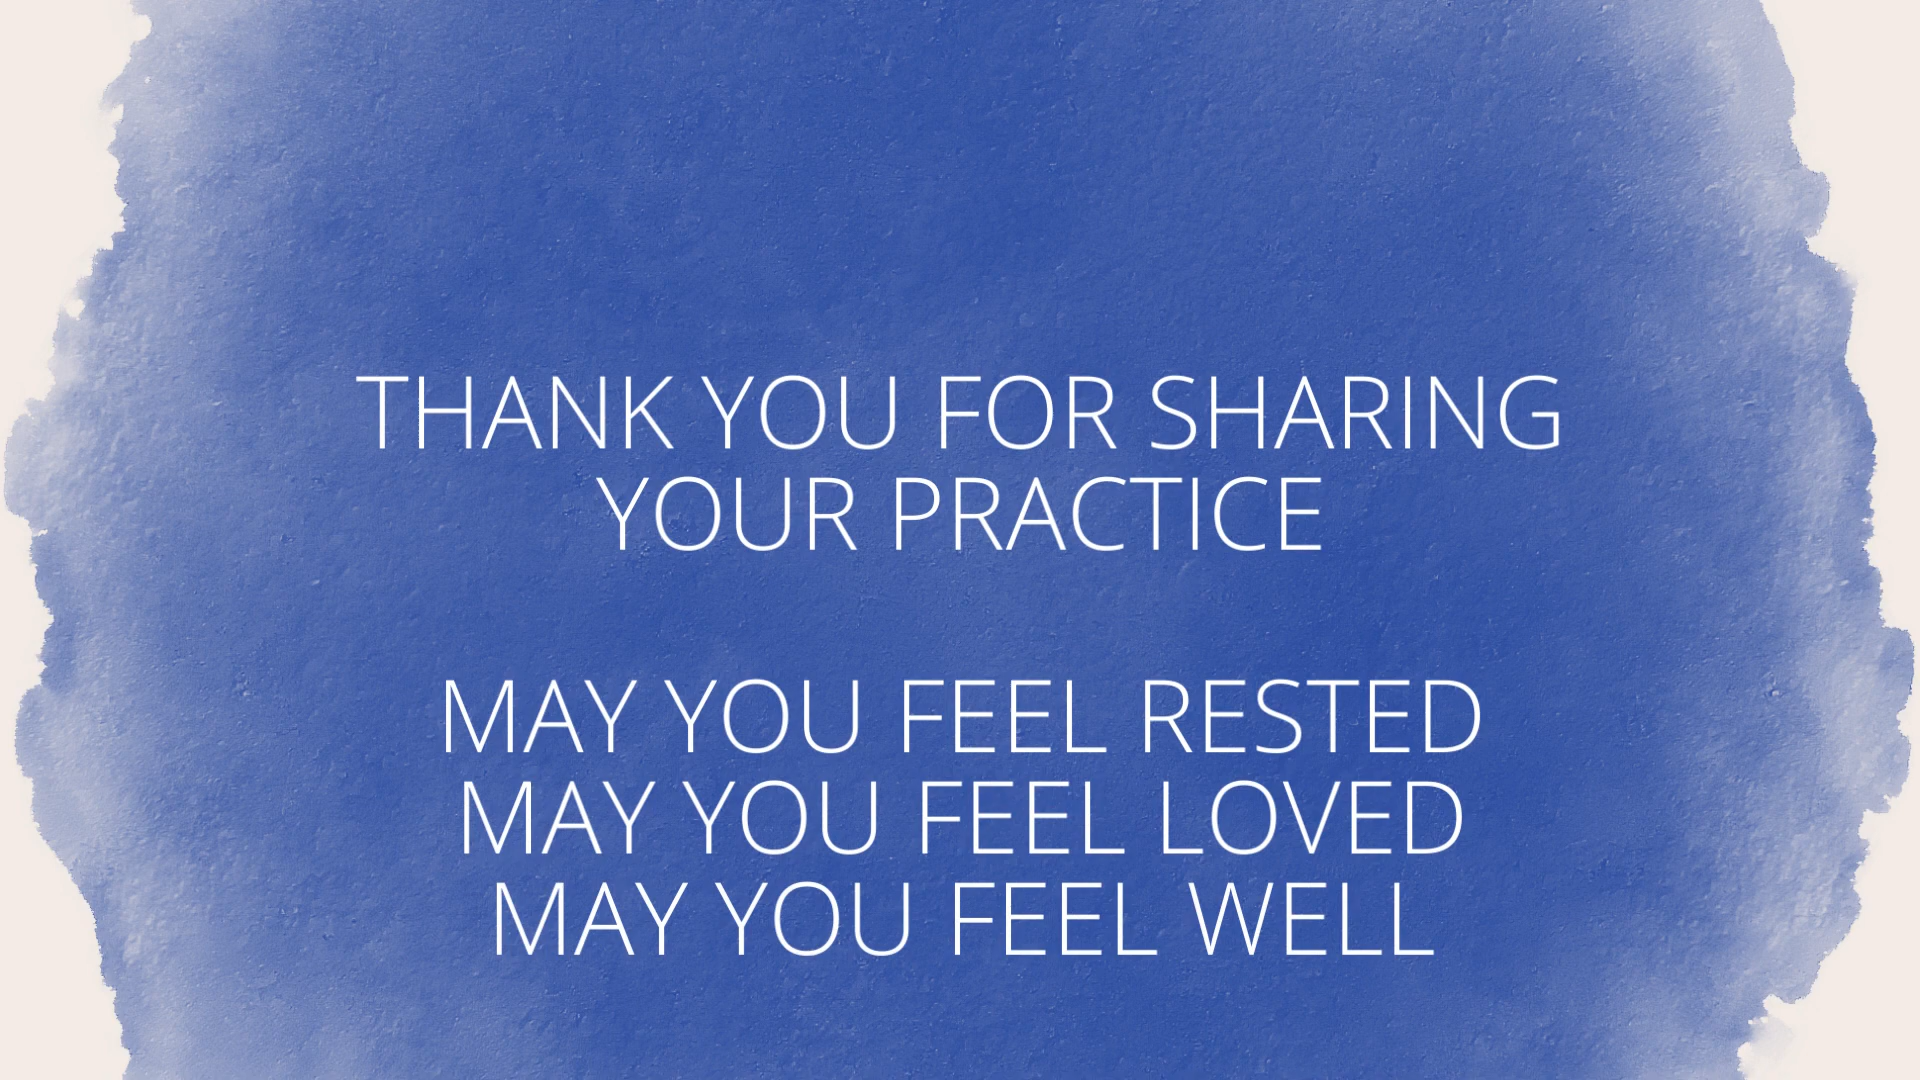 THANK YOU FOR SHARING
YOUR PRACTICE
MAY YOU FEEL RESTED
MAY YOU FEEL LOVED
MAY YOU FEEL WELL